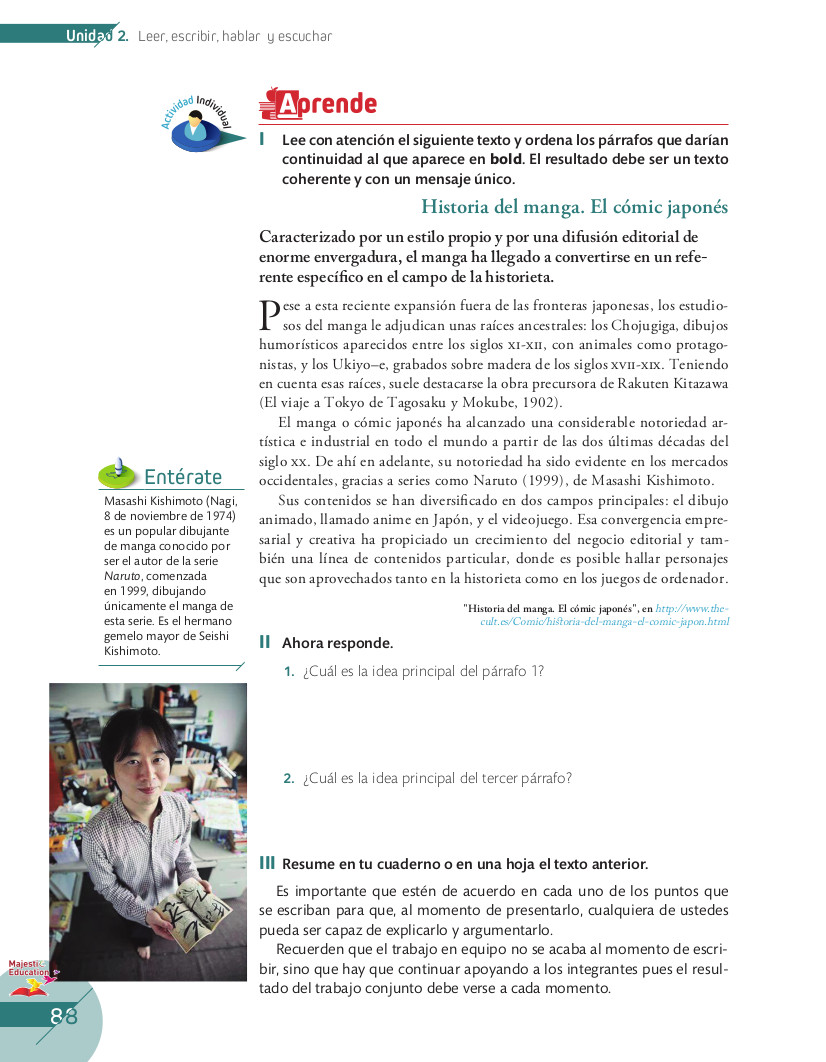 Unidad 2. Leer, escribir, hablar y escuchar
Actividad Individual
Aprende
I Lee con atención el siguiente texto y ordena los párrafos que darían
continuidad al que aparece en bold. El resultado debe ser un texto
coherente y con un mensaje único.
Historia del manga. El cómic japonés
Caracterizado por un estilo propio y por una difusión editorial de
enorme envergadura, el manga ha llegado a convertirse en un refe-
rente específico en el campo de la historieta.
Pese a esta reciente expansión fuera de las fronteras japonesas, los estudio-
sos del manga le adjudican unas raíces ancestrales: los Chojugiga, dibujos
humorísticos aparecidos entre los siglos XI-XII, con animales como protago-
nistas, y los Ukiyo–e, grabados sobre madera de los siglos XVII-XIX. Teniendo
en cuenta esas raíces, suele destacarse la obra precursora de Rakuten Kitazawa
(El viaje a Tokyo de Tagosaku y Mokube, 1902).
El manga o cómic japonés ha alcanzado una considerable notoriedad ar-
tística e industrial en todo el mundo a partir de las dos últimas décadas del
siglo XX. De ahí en adelante, su notoriedad ha sido evidente en los mercados
occidentales, gracias a series como Naruto (1999), de Masashi Kishimoto.
Sus contenidos se han diversificado en dos campos principales: el dibujo
animado, llamado anime en Japón, y el videojuego. Esa convergencia empre-
sarial y creativa ha propiciado un crecimiento del negocio editorial y tam-
bién una línea de contenidos particular, donde es posible hallar personajes
que son aprovechados tanto en la historieta como en los juegos de ordenador.
"Historia del manga. El cómic japonés", en http://www.the-
cult.es/Comic/historia-del-manga-el-comic-japon.html
Entérate
Masashi Kishimoto (Nagi,
8 de noviembre de 1974)
es un popular dibujante
de manga conocido por
ser el autor de la serie
Naruto, comenzada
en 1999, dibujando
únicamente el manga de
esta serie. Es el hermano
gemelo mayor de Seishi
Kishimoto.
II Ahora responde.
1. ¿Cuál es la idea principal del párrafo 1?
2. ¿Cuál es la idea principal del tercer párrafo?
III Resume en tu cuaderno o en una hoja el texto anterior.
Es importante que estén de acuerdo en cada uno de los puntos que
se escriban para que, al momento de presentarlo, cualquiera de ustedes
pueda ser capaz de explicarlo y argumentarlo.
Recuerden que el trabajo en equipo no se acaba al momento de escri-
bir, sino que hay que continuar apoyando a los integrantes pues el resul-
tado del trabajo conjunto debe verse a cada momento.
Majestic
Education
88